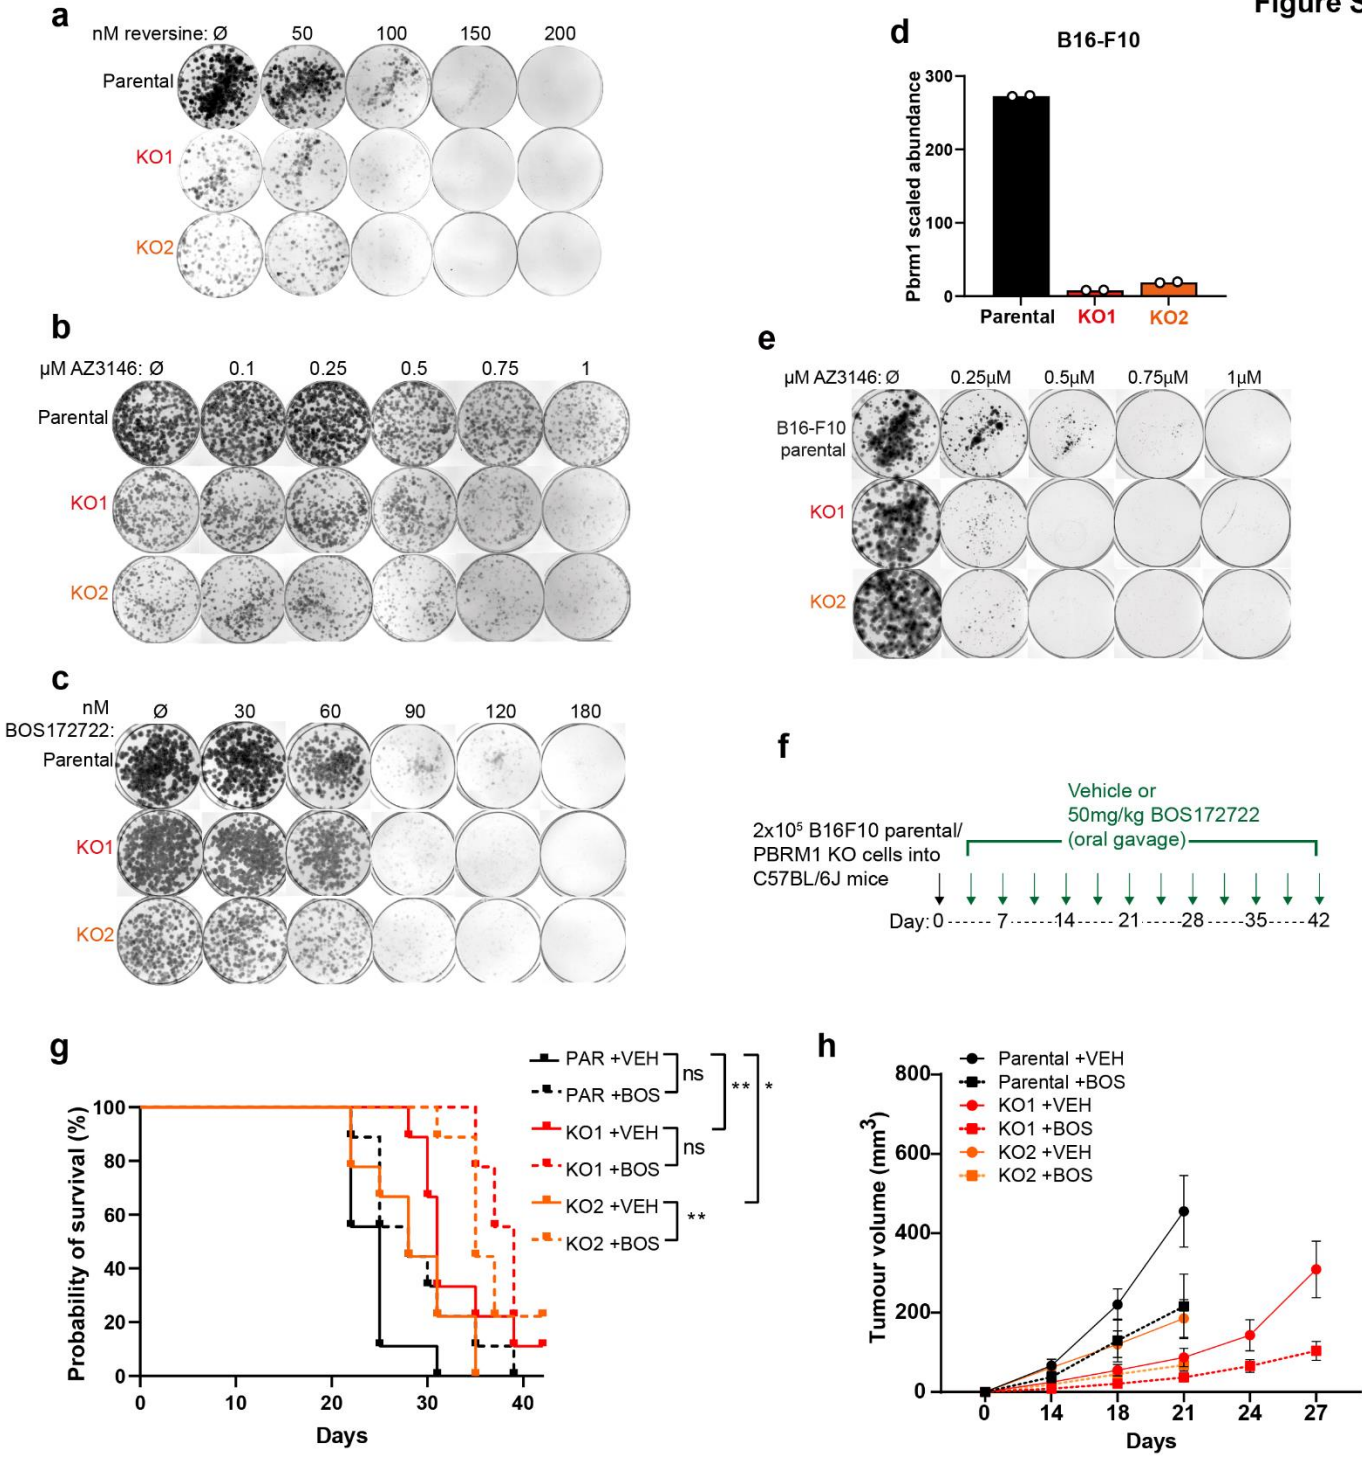 Figure S
a
nM reversine: Ø 50 100 150 200
Parental
KO1
KO2
b
µM AZ3146: Ø 0.1 0.25 0.5 0.75 1
Parental
KO1
KO2
c
nM
BOS172722:
Ø 30 60 90 120 180
Parental
KO1
KO2
d
B16-F10
Pbrm1 scaled abundance
300
200
100
0
Parental KO1 KO2
e
µM AZ3146: Ø 0.25µM 0.5µM 0.75µM 1µM
B16-F10
parental
KO1
KO2
f
Vehicle or
50mg/kg BOS172722
(oral gavage)
2x10⁵ B16F10 parental/
PBRM1 KO cells into
C57BL/6J mice
Day: 0 ------ 7 ------ 14 ------ 21 ------ 28 ------ 35 ------ 42
g
Probability of survival (%)
100
80
60
40
20
0
0 10 20 30 40
Days
PAR +VEH
PAR +BOS
KO1 +VEH
KO1 +BOS
KO2 +VEH
KO2 +BOS
ns
ns
**
**
*
h
Tumour volume (mm³)
800
600
400
200
0
0 14 18 21 24 27
Days
Parental +VEH
Parental +BOS
KO1 +VEH
KO1 +BOS
KO2 +VEH
KO2 +BOS